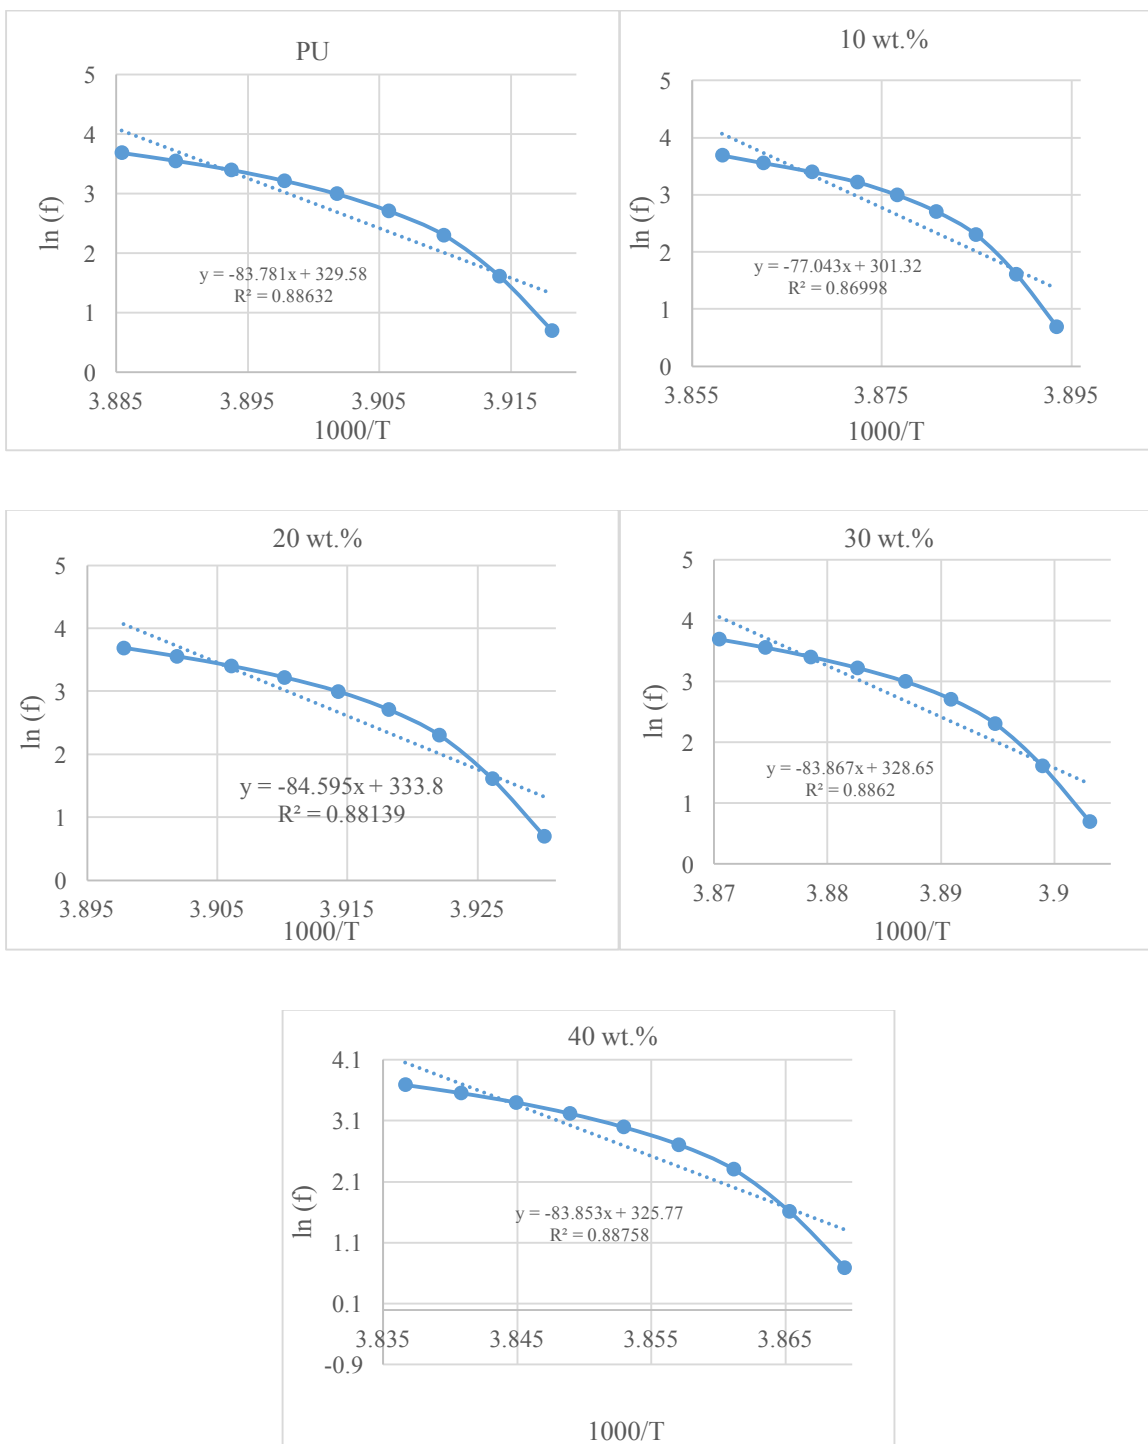 PU
5
4
3
2
1
0
ln (f)
y = -83.781x + 329.58
R² = 0.88632
3.885 3.895 3.905 3.915
1000/T
10 wt.%
5
4
3
2
1
0
ln (f)
y = -77.043x + 301.32
R² = 0.86998
3.855 3.875 3.895
1000/T
20 wt.%
5
4
3
2
1
0
ln (f)
y = -84.595x + 333.8
R² = 0.88139
3.895 3.905 3.915 3.925
1000/T
30 wt.%
5
4
3
2
1
0
ln (f)
y = -83.867x + 328.65
R² = 0.8862
3.87 3.88 3.89 3.9
1000/T
40 wt.%
4.1
3.1
2.1
1.1
0.1
-0.9
ln (f)
y = -83.853x + 325.77
R² = 0.88758
3.835 3.845 3.855 3.865
1000/T